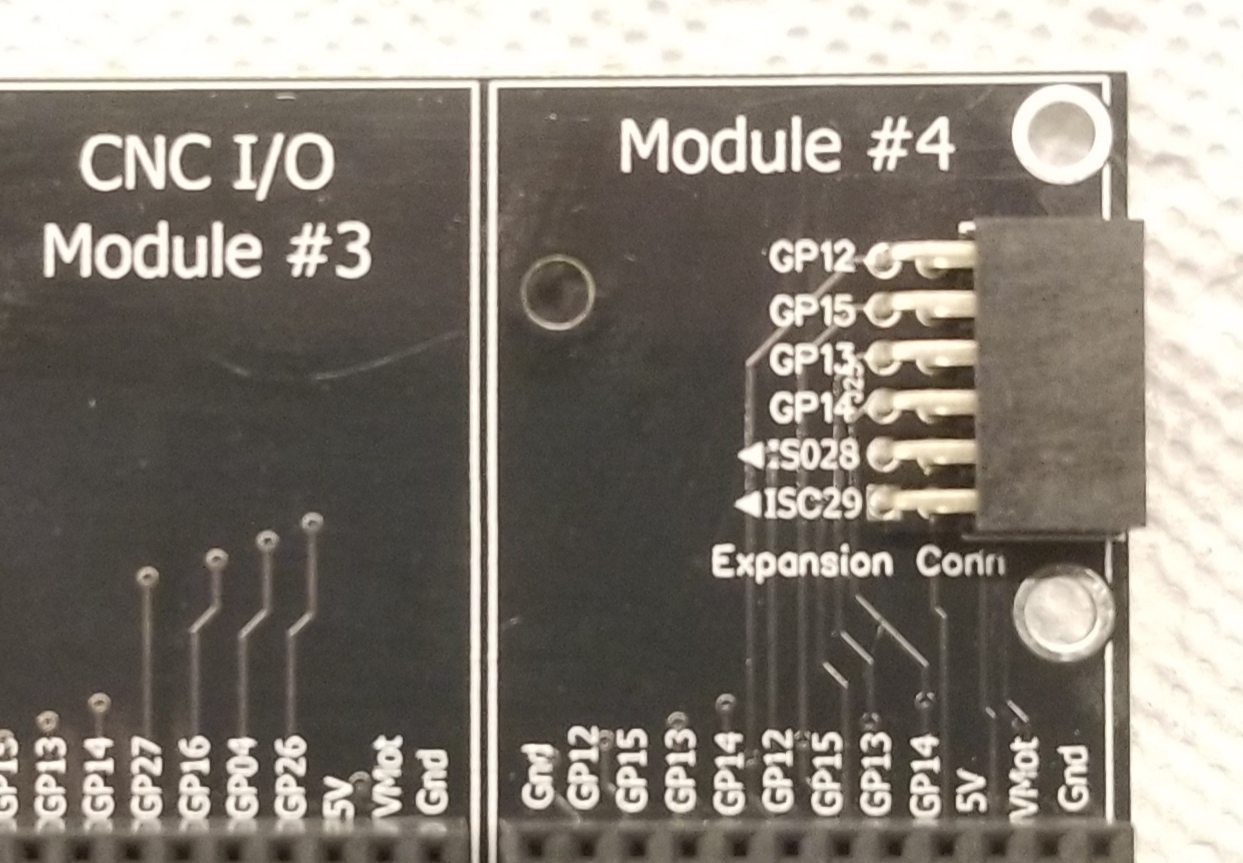 CNC I/O
Module #3
GP13
GP14
GP27
GP16
GP04
GP26
5V
VMot
Gnd
Module #4
GP12
GP15
GP13
GP14
ISO28
ISC29
Expansion Conn
Gnd
GP12
GP15
GP13
GP14
GP12
GP15
GP13
GP14
5V
VMot
Gnd